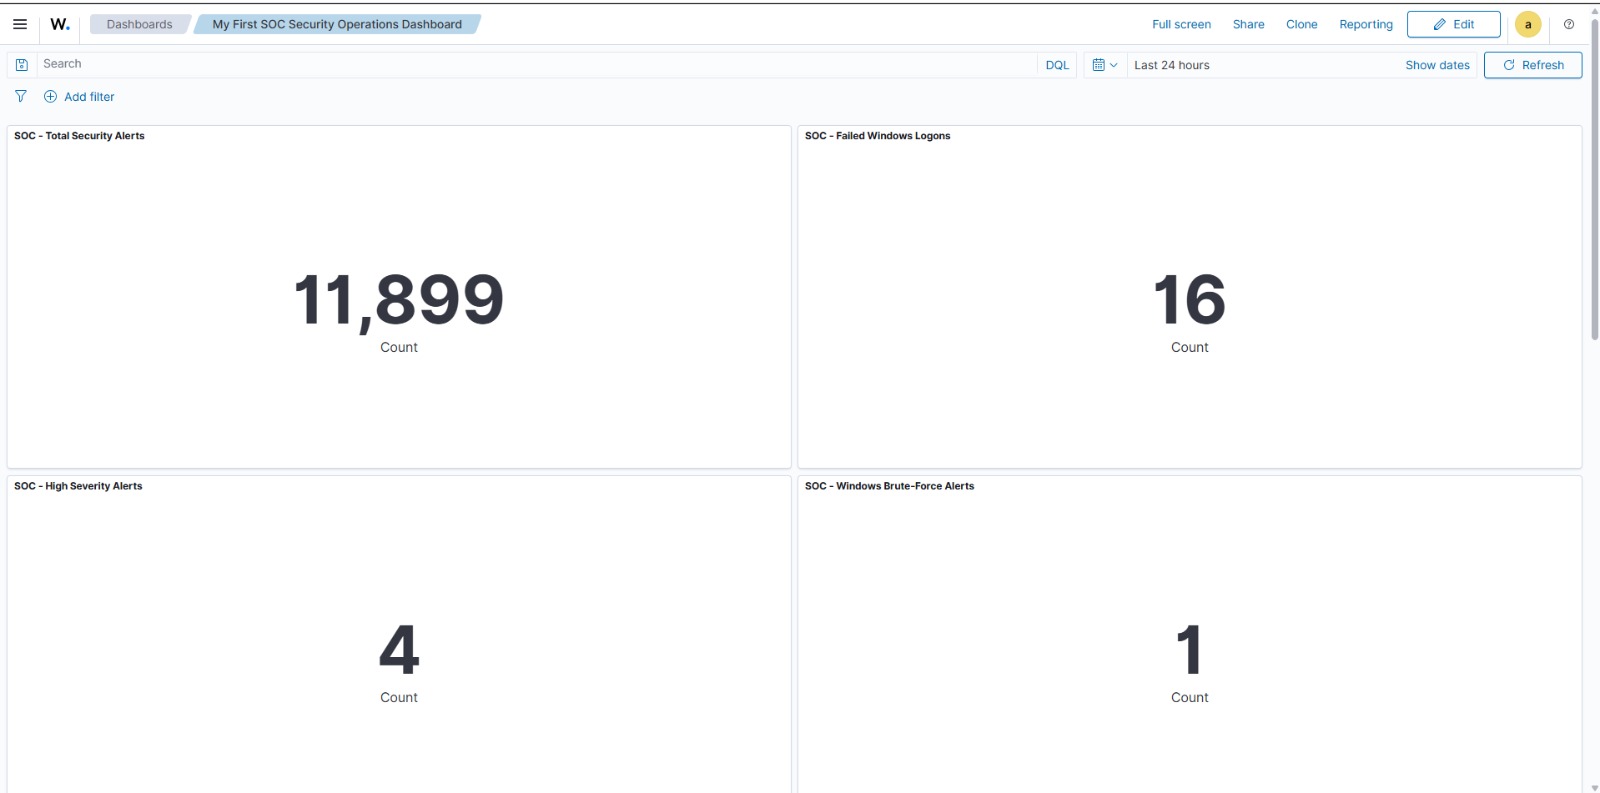 W. Dashboards My First SOC Security Operations Dashboard Full screen Share Clone Reporting Edit a
Search DQL Last 24 hours Show dates Refresh
Add filter
SOC - Total Security Alerts
11,899
Count
SOC - Failed Windows Logons
16
Count
SOC - High Severity Alerts
4
Count
SOC - Windows Brute-Force Alerts
1
Count